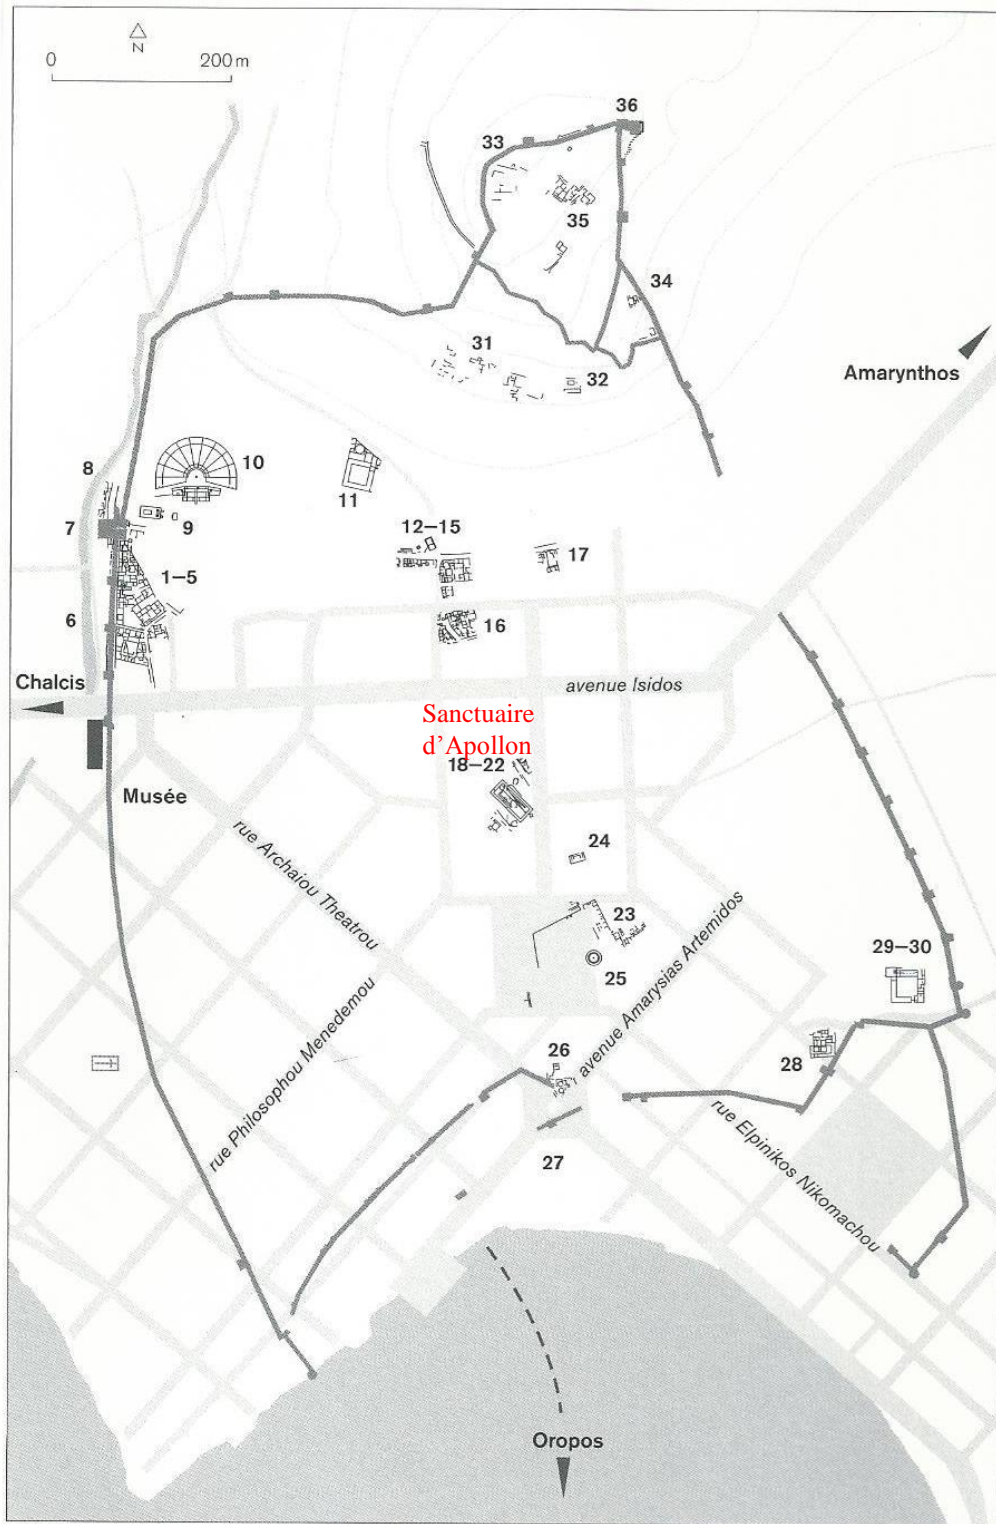 N
0 200 m
36
33
35
34
31
32
Amarynthos
8
10
11
7
9
12–15
17
1–5
6
16
Chalcis
avenue Isidos
Sanctuaire
d'Apollon
18–22
Musée
rue Archaiou Theatrou
24
23
25
avenue Amarysias Artemidos
29–30
rue Philosophou Menedemou
26
28
rue Elpinikos Nikomachou
27
Oropos